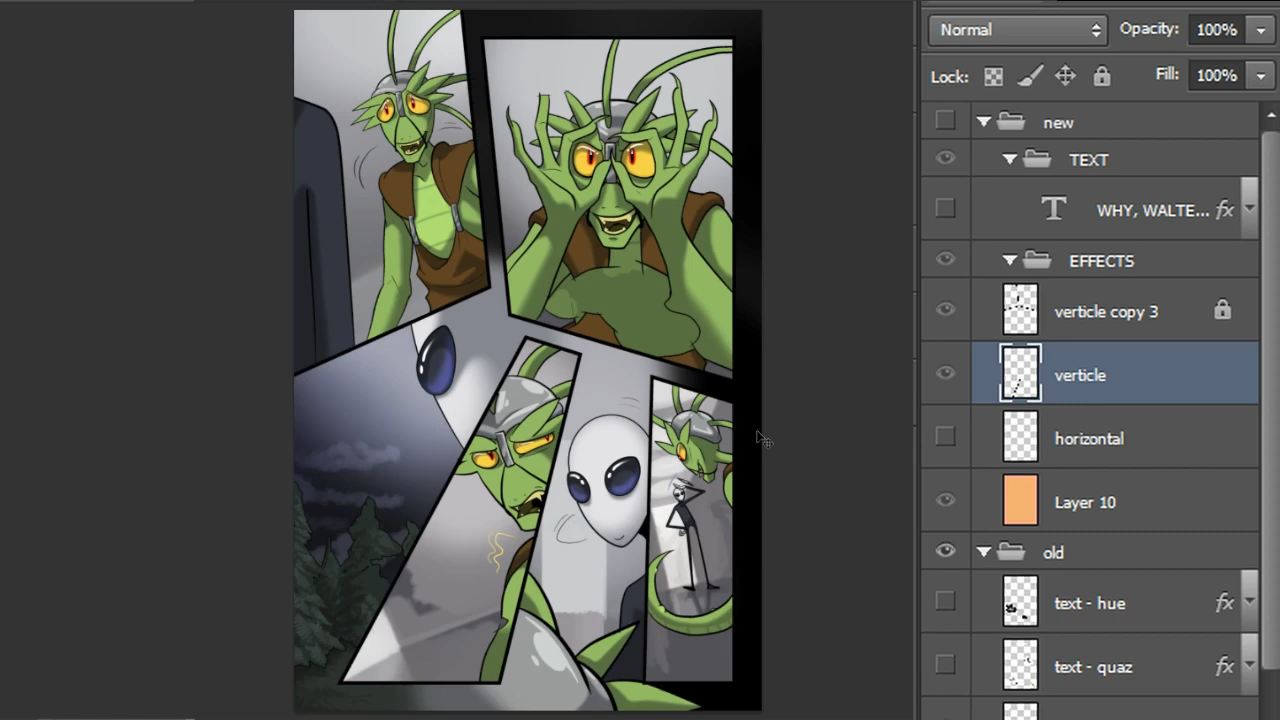 Normal Opacity: 100%
Lock: Fill: 100%
new
TEXT
T WHY, WALTE... fx
EFFECTS
verticle copy 3
verticle
horizontal
Layer 10
old
text - hue fx
text - quaz fx